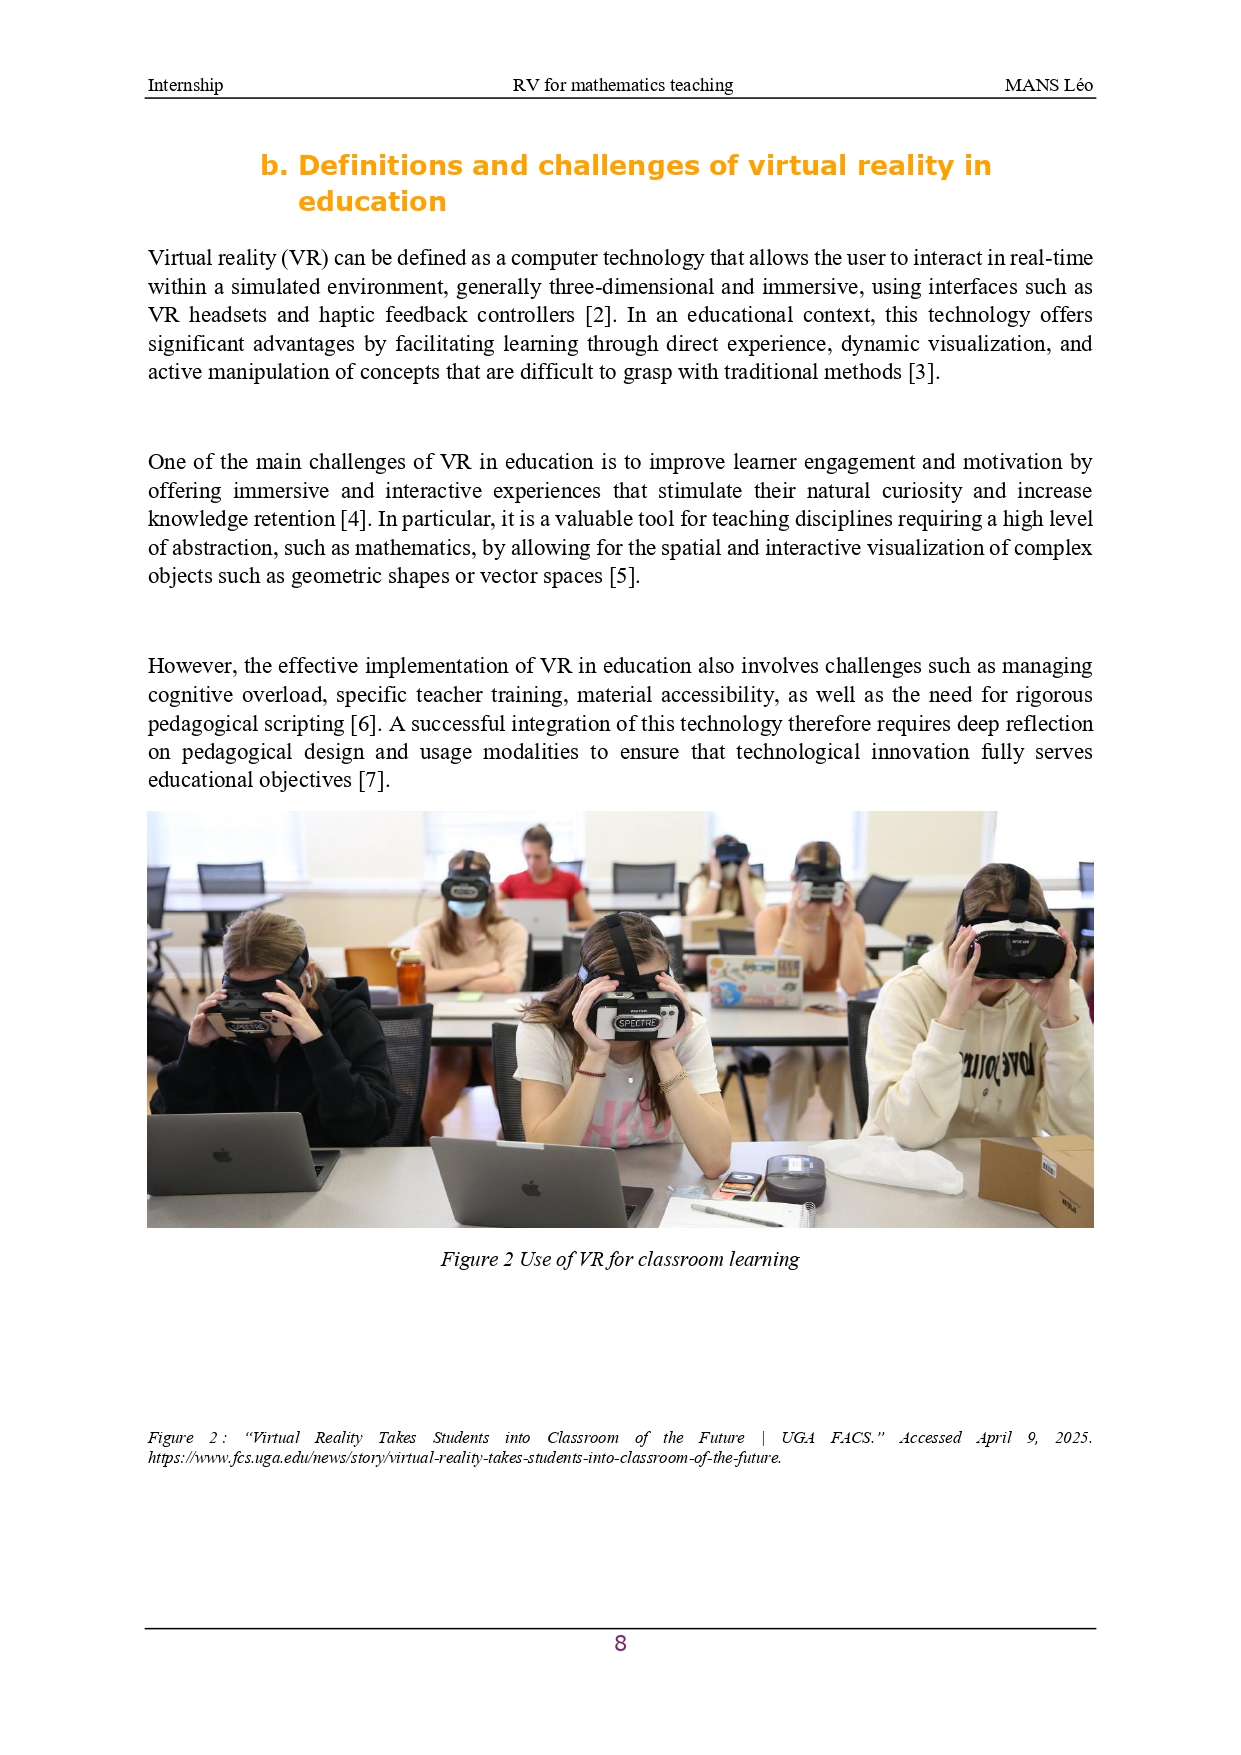 Internship RV for mathematics teaching MANS Léo
b. Definitions and challenges of virtual reality in
education
Virtual reality (VR) can be defined as a computer technology that allows the user to interact in real-time
within a simulated environment, generally three-dimensional and immersive, using interfaces such as
VR headsets and haptic feedback controllers [2]. In an educational context, this technology offers
significant advantages by facilitating learning through direct experience, dynamic visualization, and
active manipulation of concepts that are difficult to grasp with traditional methods [3].
One of the main challenges of VR in education is to improve learner engagement and motivation by
offering immersive and interactive experiences that stimulate their natural curiosity and increase
knowledge retention [4]. In particular, it is a valuable tool for teaching disciplines requiring a high level
of abstraction, such as mathematics, by allowing for the spatial and interactive visualization of complex
objects such as geometric shapes or vector spaces [5].
However, the effective implementation of VR in education also involves challenges such as managing
cognitive overload, specific teacher training, material accessibility, as well as the need for rigorous
pedagogical scripting [6]. A successful integration of this technology therefore requires deep reflection
on pedagogical design and usage modalities to ensure that technological innovation fully serves
educational objectives [7].
SPECTRE
SPECTRE
Figure 2 Use of VR for classroom learning
Figure 2 : “Virtual Reality Takes Students into Classroom of the Future | UGA FACS.” Accessed April 9, 2025.
https://www.fcs.uga.edu/news/story/virtual-reality-takes-students-into-classroom-of-the-future.
8